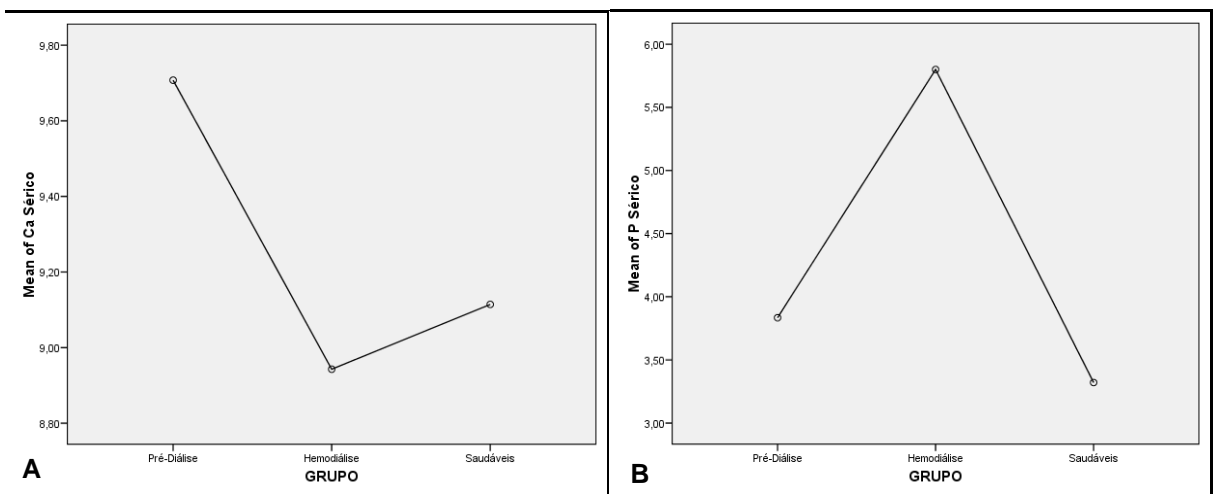 Mean of Ca Sérico
9,80
9,60
9,40
9,20
9,00
8,80
Pré-Diálise Hemodiálise Saudáveis
GRUPO
A
Mean of P Sérico
6,00
5,50
5,00
4,50
4,00
3,50
3,00
Pré-Diálise Hemodiálise Saudáveis
GRUPO
B